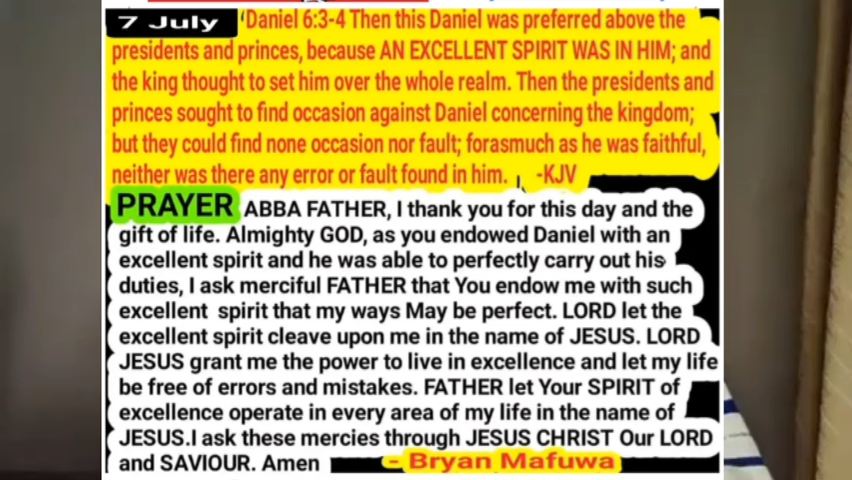 7 July 'Daniel 6:3-4 Then this Daniel was preferred above the
presidents and princes, because AN EXCELLENT SPIRIT WAS IN HIM; and
the king thought to set him over the whole realm. Then the presidents and
princes sought to find occasion against Daniel concerning the kingdom;
but they could find none occasion nor fault; forasmuch as he was faithful,
neither was there any error or fault found in him. -KJV
PRAYER ABBA FATHER, I thank you for this day and the
gift of life. Almighty GOD, as you endowed Daniel with an
excellent spirit and he was able to perfectly carry out his
duties, I ask merciful FATHER that You endow me with such
excellent spirit that my ways May be perfect. LORD let the
excellent spirit cleave upon me in the name of JESUS. LORD
JESUS grant me the power to live in excellence and let my life
be free of errors and mistakes. FATHER let Your SPIRIT of
excellence operate in every area of my life in the name of
JESUS.I ask these mercies through JESUS CHRIST Our LORD
and SAVIOUR. Amen - Bryan Mafuwa